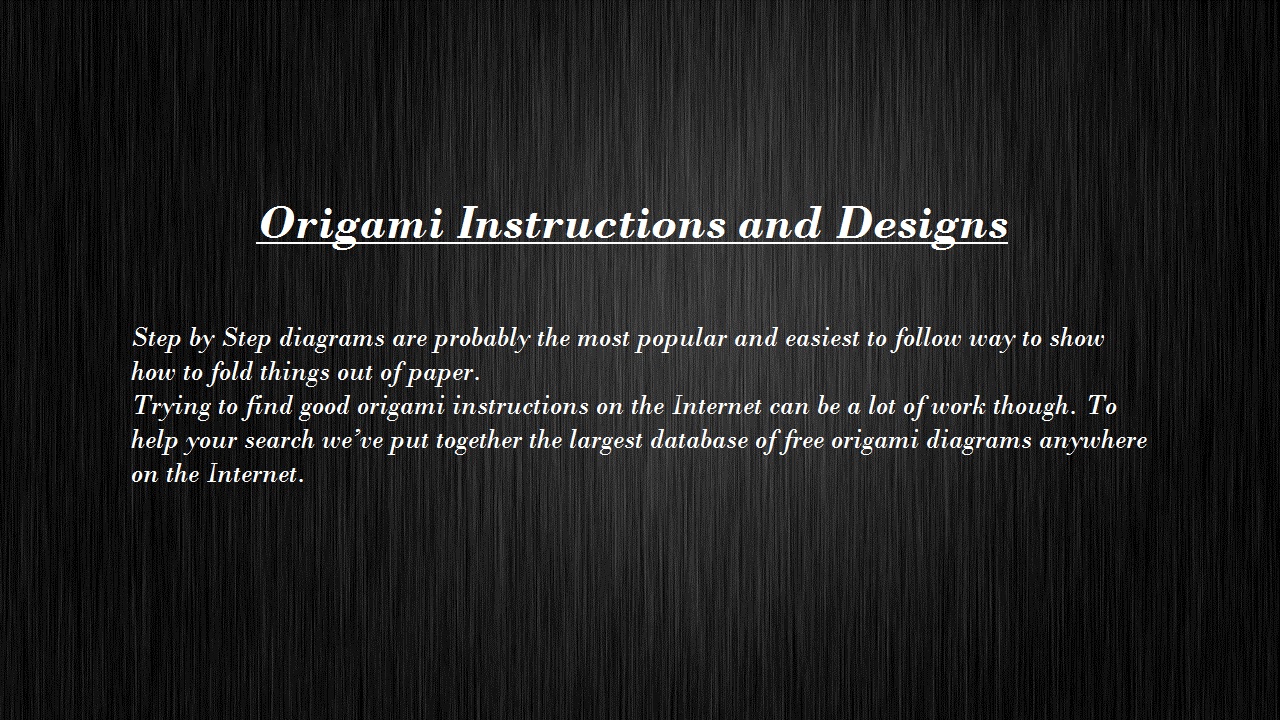 Origami Instructions and Designs
Step by Step diagrams are probably the most popular and easiest to follow way to show
how to fold things out of paper.
Trying to find good origami instructions on the Internet can be a lot of work though. To
help your search we’ve put together the largest database of free origami diagrams anywhere
on the Internet.